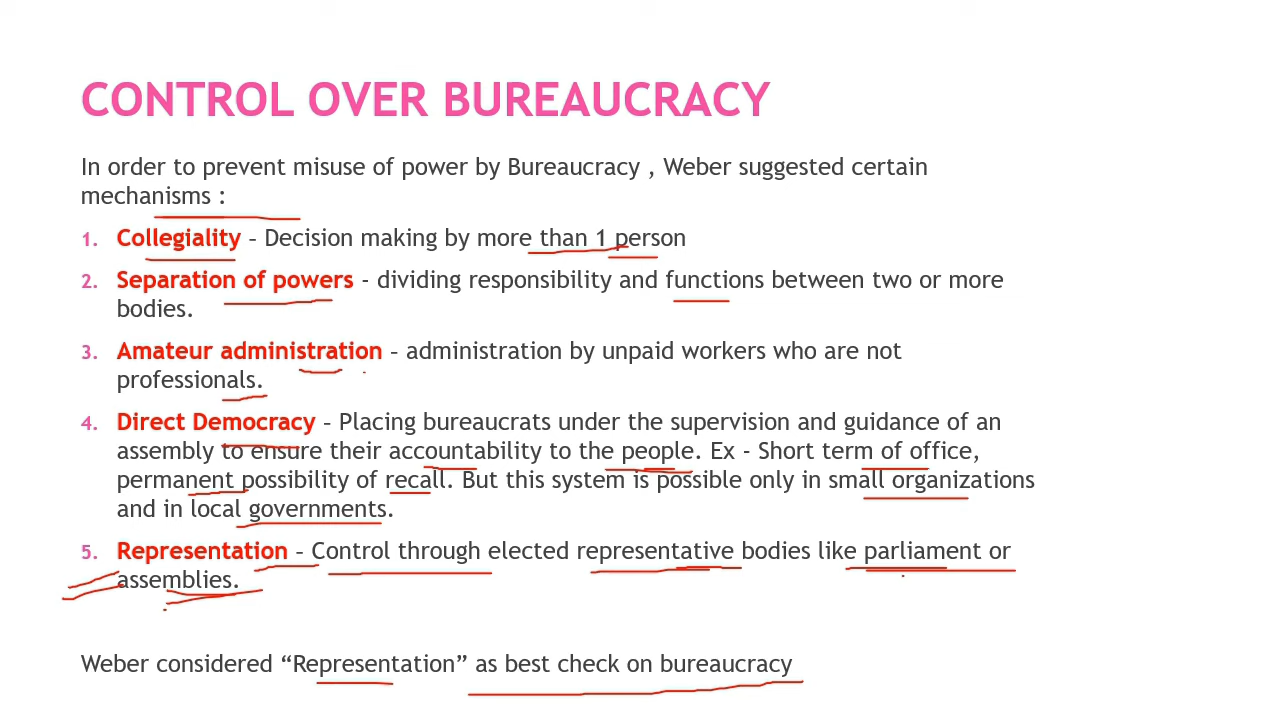 CONTROL OVER BUREAUCRACY
In order to prevent misuse of power by Bureaucracy , Weber suggested certain
mechanisms :
1. Collegiality – Decision making by more than 1 person
2. Separation of powers - dividing responsibility and functions between two or more
bodies.
3. Amateur administration – administration by unpaid workers who are not
professionals.
4. Direct Democracy – Placing bureaucrats under the supervision and guidance of an
assembly to ensure their accountability to the people. Ex - Short term of office,
permanent possibility of recall. But this system is possible only in small organizations
and in local governments.
5. Representation – Control through elected representative bodies like parliament or
assemblies.
Weber considered “Representation” as best check on bureaucracy